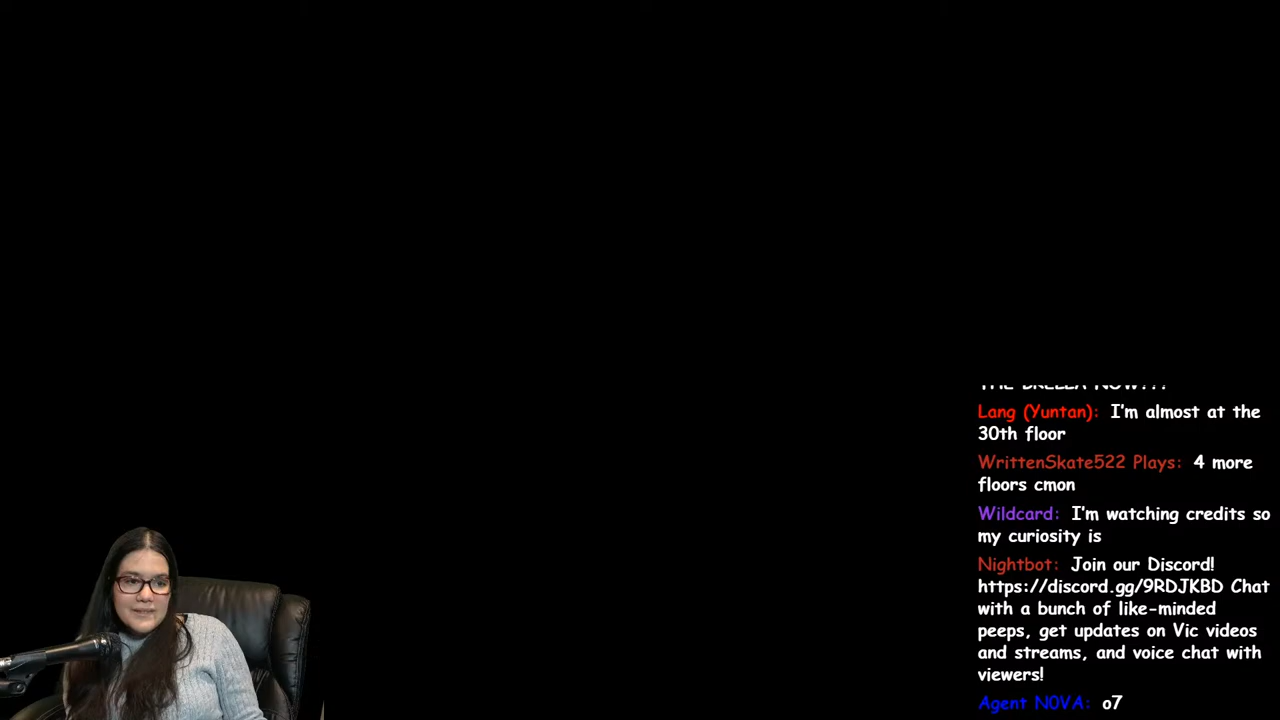 Lang (Yuntan): I'm almost at the
30th floor
WrittenSkate522 Plays: 4 more
floors cmon
Wildcard: I'm watching credits so
my curiosity is
Nightbot: Join our Discord!
https://discord.gg/9RDJKBD Chat
with a bunch of like-minded
peeps, get updates on Vic videos
and streams, and voice chat with
viewers!
Agent N0VA: o7